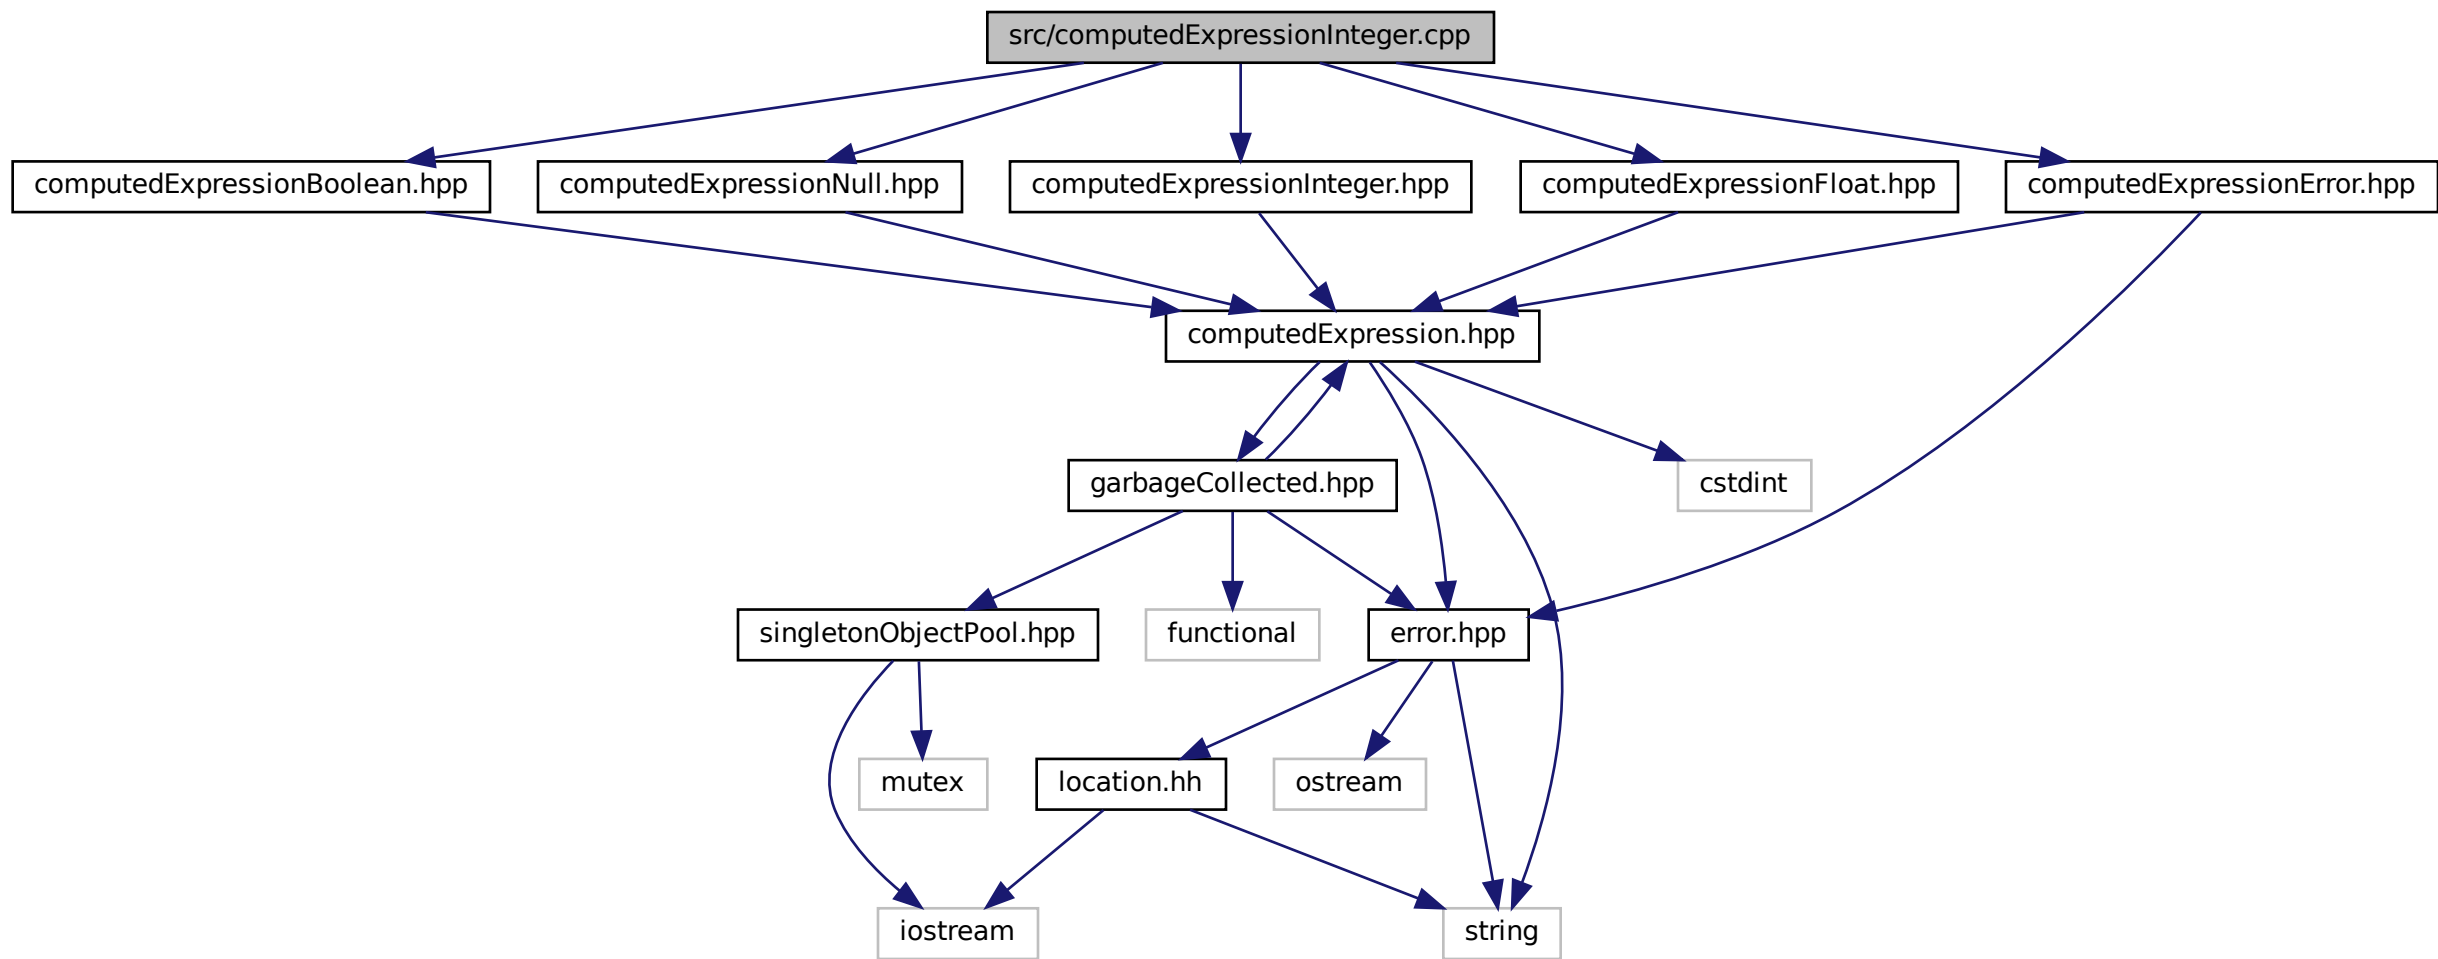 src/computedExpressionInteger.cpp
computedExpressionBoolean.hpp
computedExpressionNull.hpp
computedExpressionInteger.hpp
computedExpressionFloat.hpp
computedExpressionError.hpp
computedExpression.hpp
garbageCollected.hpp
cstdint
singletonObjectPool.hpp
functional
error.hpp
mutex
location.hh
ostream
iostream
string